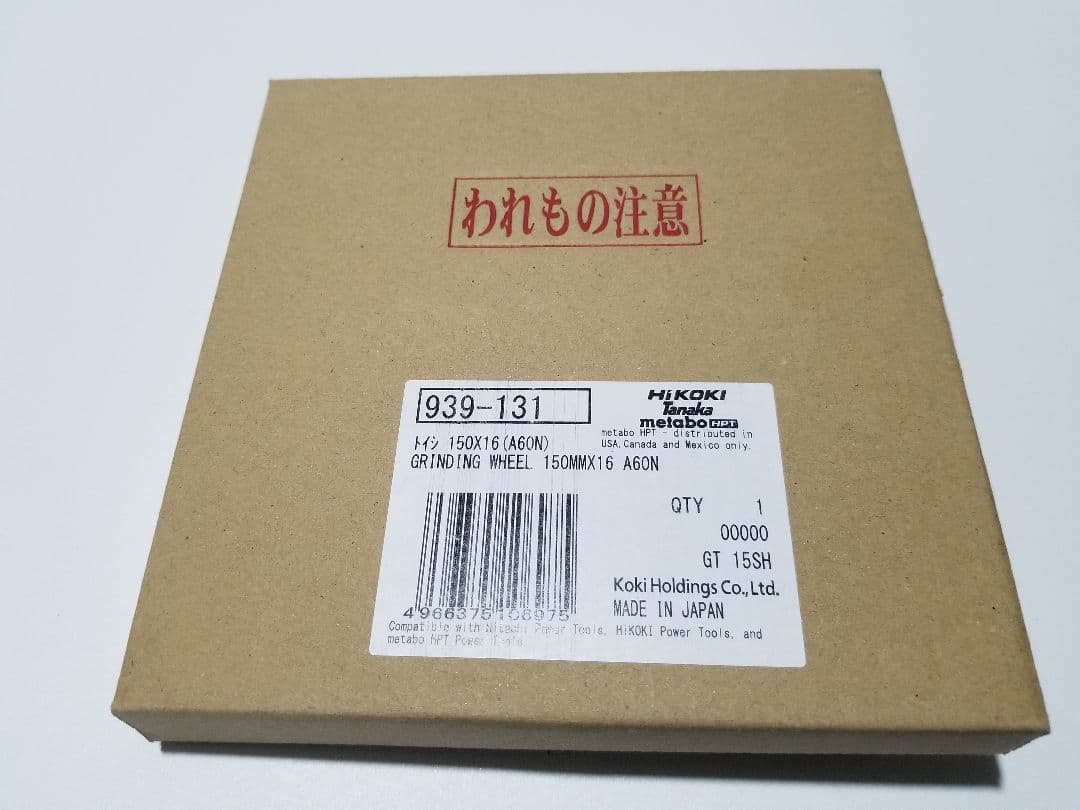 われもの注意
939-131
HiKOKI
Tanaka
metabo HPT
metabo HPT - distributed in
USA,Canada and Mexico only.
ﾄｲｼ 150X16(A60N)
GRINDING WHEEL 150MMX16 A60N
QTY 1
00000
GT 15SH
Koki Holdings Co.,Ltd.
MADE IN JAPAN
4966375108975
Compatible with Hitachi Power Tools, HiKOKI Power Tools, and
metabo HPT Power Tools.